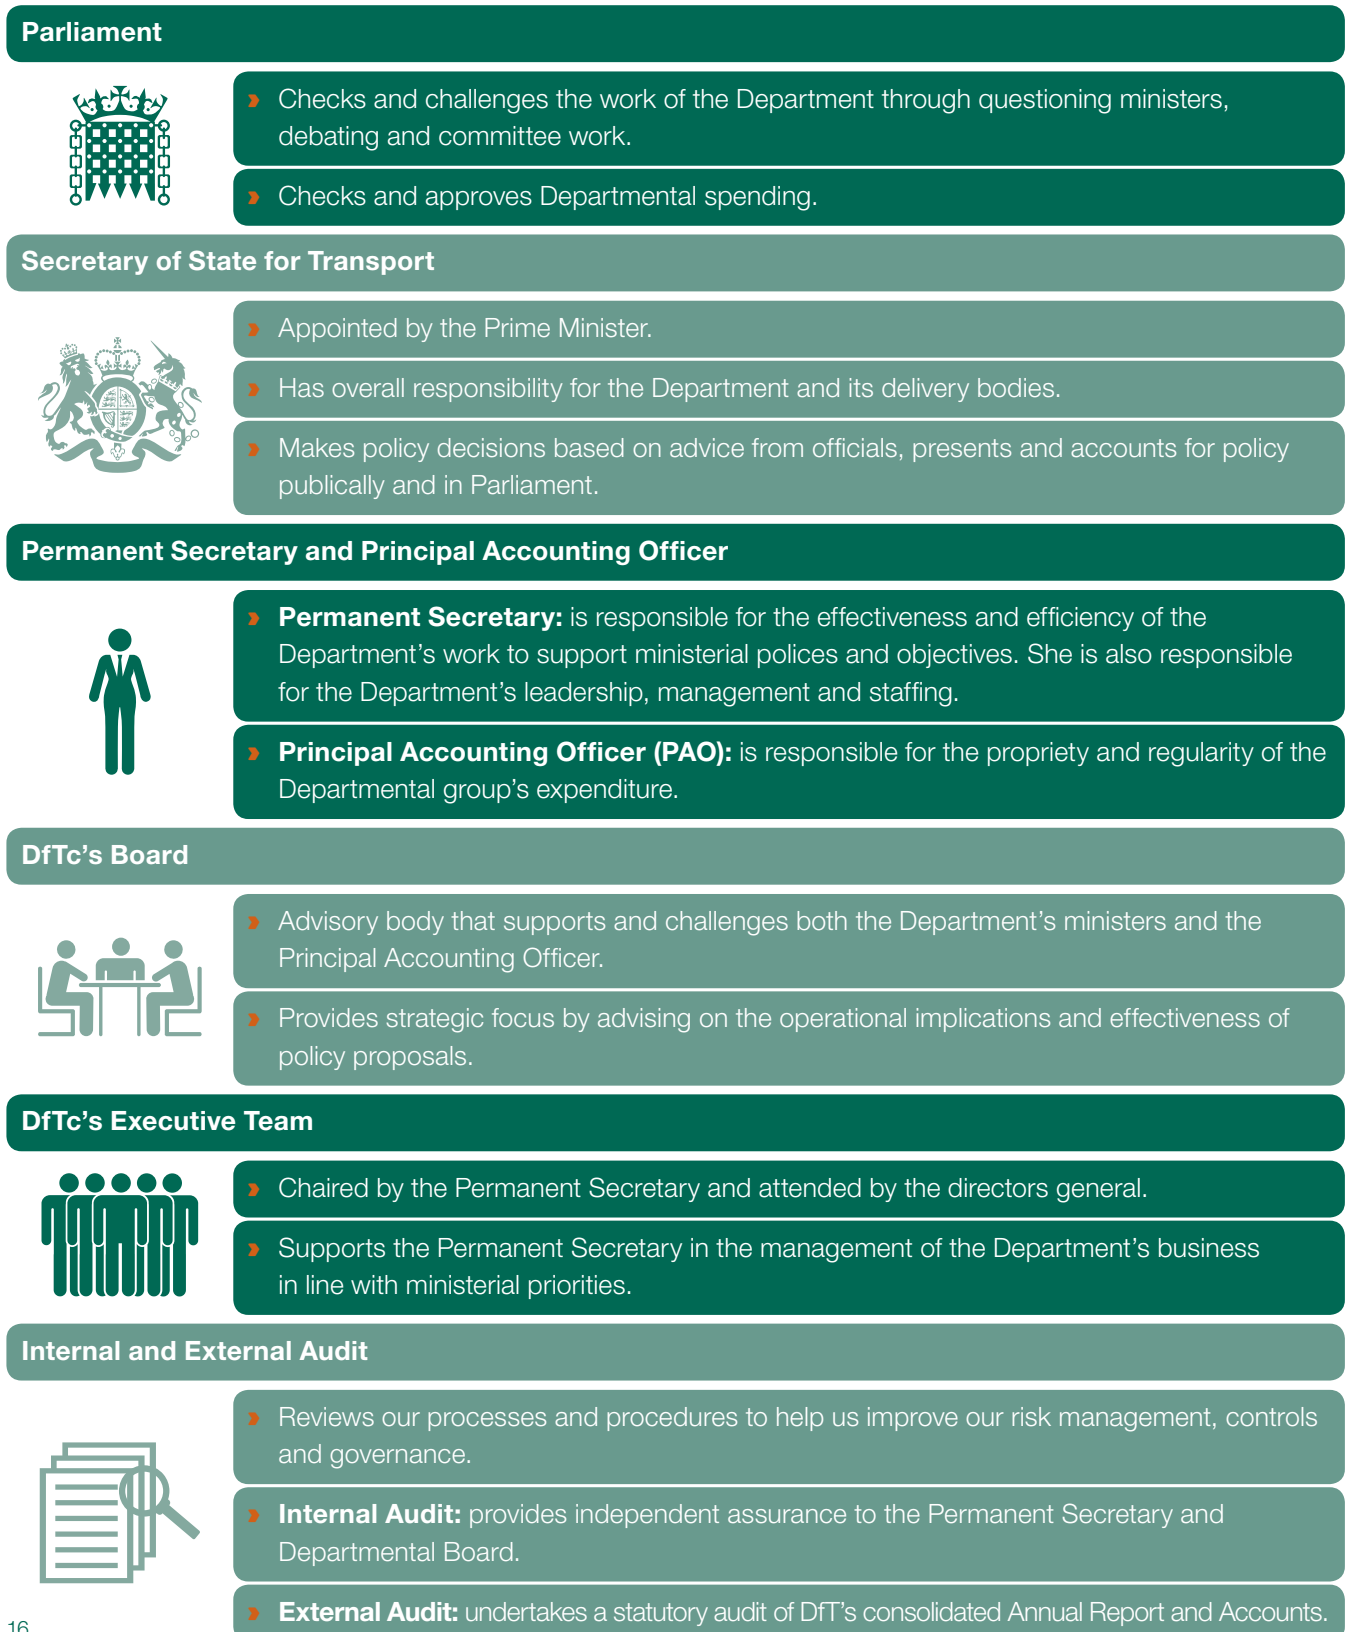 Parliament
Checks and challenges the work of the Department through questioning ministers,
debating and committee work.
Checks and approves Departmental spending.
Secretary of State for Transport
Appointed by the Prime Minister.
Has overall responsibility for the Department and its delivery bodies.
Makes policy decisions based on advice from officials, presents and accounts for policy
publically and in Parliament.
Permanent Secretary and Principal Accounting Officer
Permanent Secretary: is responsible for the effectiveness and efficiency of the
Department’s work to support ministerial polices and objectives. She is also responsible
for the Department’s leadership, management and staffing.
Principal Accounting Officer (PAO): is responsible for the propriety and regularity of the
Departmental group’s expenditure.
DfTc’s Board
Advisory body that supports and challenges both the Department’s ministers and the
Principal Accounting Officer.
Provides strategic focus by advising on the operational implications and effectiveness of
policy proposals.
DfTc’s Executive Team
Chaired by the Permanent Secretary and attended by the directors general.
Supports the Permanent Secretary in the management of the Department’s business
in line with ministerial priorities.
Internal and External Audit
Reviews our processes and procedures to help us improve our risk management, controls
and governance.
Internal Audit: provides independent assurance to the Permanent Secretary and
Departmental Board.
External Audit: undertakes a statutory audit of DfT’s consolidated Annual Report and Accounts.
16